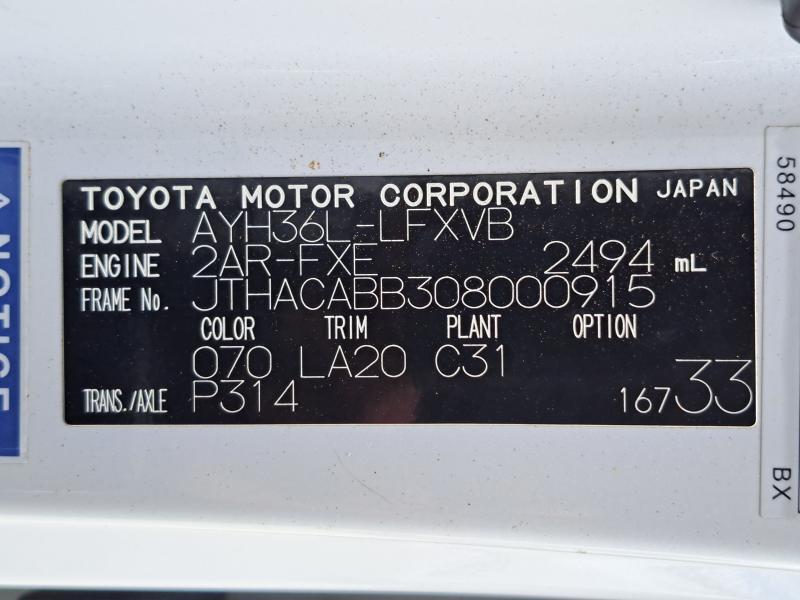 TOYOTA MOTOR CORPORATION JAPAN
MODEL AYH36L-LFXVB
ENGINE 2AR-FXE 2494 mL
FRAME No. JTHACABB308000915
COLOR TRIM PLANT OPTION
070 LA20 C31
TRANS./AXLE P314 16733
NOTICE
58490
BX